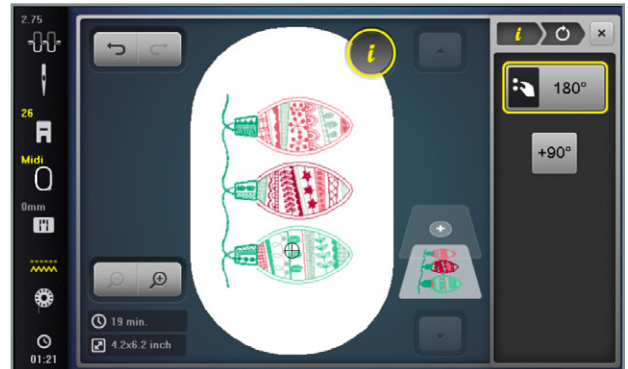 2.75
26
Midi
0mm
01:21
i
19 min.
4.2x6.2 inch
i
×
180°
+90°